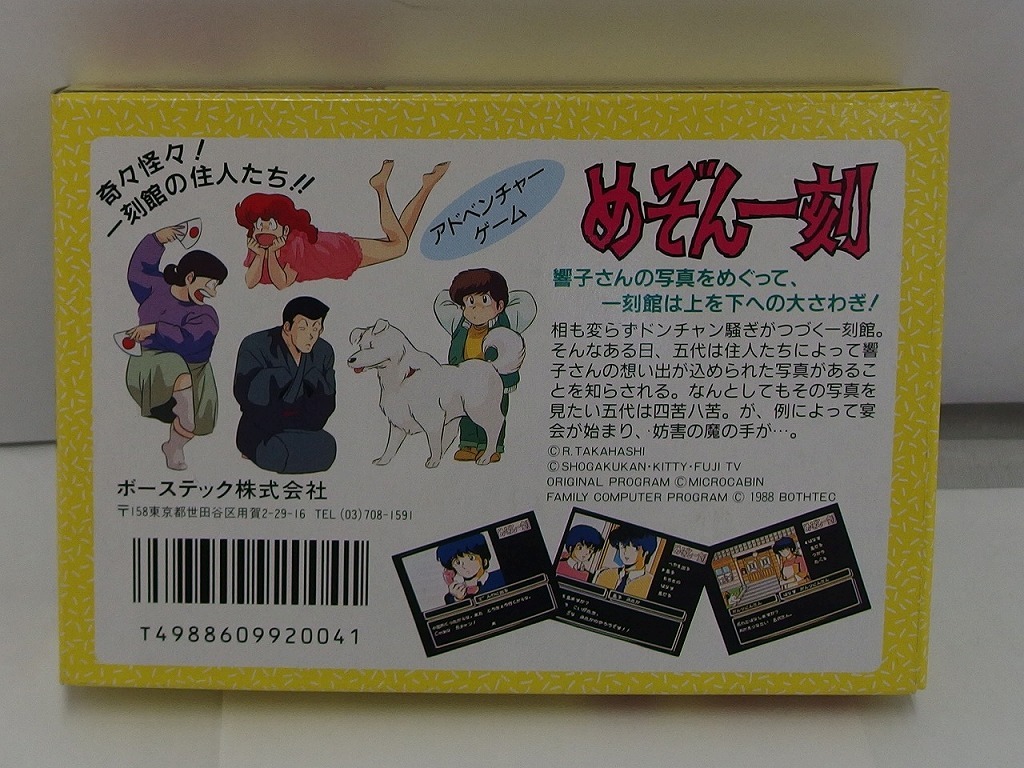 奇々怪々!
一刻館の住人たち!!
アドベンチャー
ゲーム
めぞん一刻
響子さんの写真をめぐって、
一刻館は上を下への大さわぎ!
相も変らずドンチャン騒ぎがつづく一刻館。
そんなある日、五代は住人たちによって響
子さんの想い出が込められた写真があるこ
とを知らされる。なんとしてもその写真を
見たい五代は四苦八苦。が、例によって宴
会が始まり、妨害の魔の手が…。
©R.TAKAHASHI
©SHOGAKUKAN・KITTY・FUJI TV
ORIGINAL PROGRAM ©MICROCABIN
FAMILY COMPUTER PROGRAM © 1988 BOTHTEC
ボーステック株式会社
〒158東京都世田谷区用賀2-29-16 TEL (03)708-1591
T4988609920041